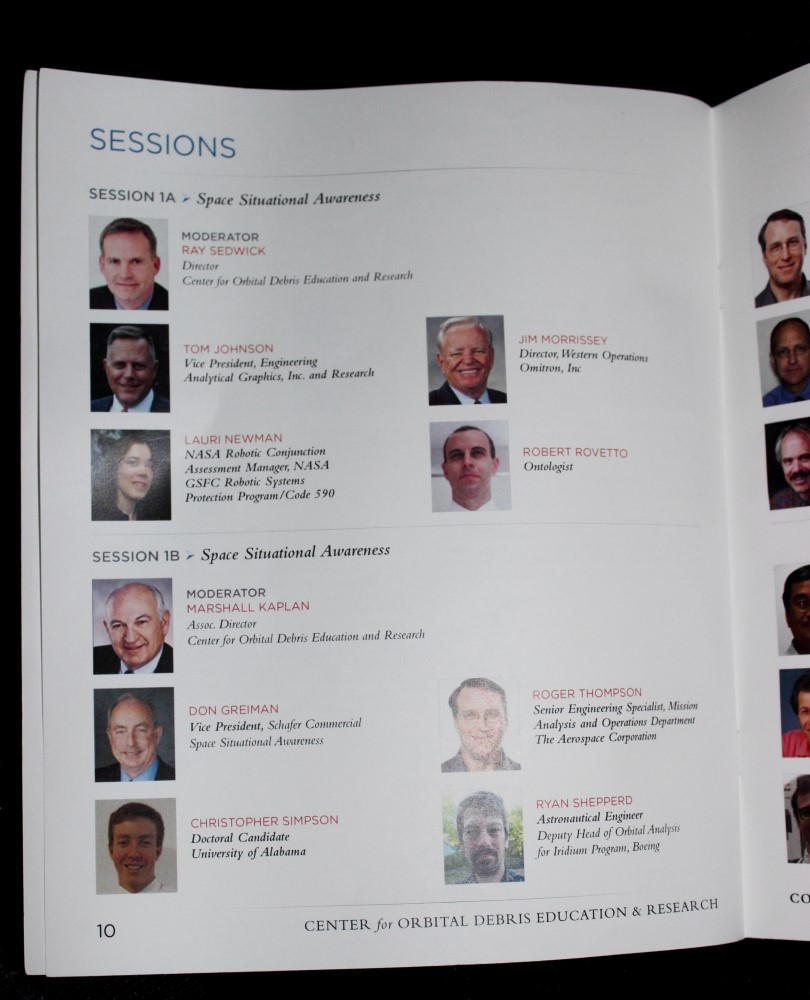 SESSIONS
SESSION 1A ➢ Space Situational Awareness
MODERATOR
RAY SEDWICK
Director
Center for Orbital Debris Education and Research
TOM JOHNSON
Vice President, Engineering
Analytical Graphics, Inc. and Research
JIM MORRISSEY
Director, Western Operations
Omitron, Inc
LAURI NEWMAN
NASA Robotic Conjunction
Assessment Manager, NASA
GSFC Robotic Systems
Protection Program/Code 590
ROBERT ROVETTO
Ontologist
SESSION 1B ➢ Space Situational Awareness
MODERATOR
MARSHALL KAPLAN
Assoc. Director
Center for Orbital Debris Education and Research
DON GREIMAN
Vice President, Schafer Commercial
Space Situational Awareness
ROGER THOMPSON
Senior Engineering Specialist, Mission
Analysis and Operations Department
The Aerospace Corporation
CHRISTOPHER SIMPSON
Doctoral Candidate
University of Alabama
RYAN SHEPPERD
Astronautical Engineer
Deputy Head of Orbital Analysis
for Iridium Program, Boeing
10
CENTER for ORBITAL DEBRIS EDUCATION & RESEARCH